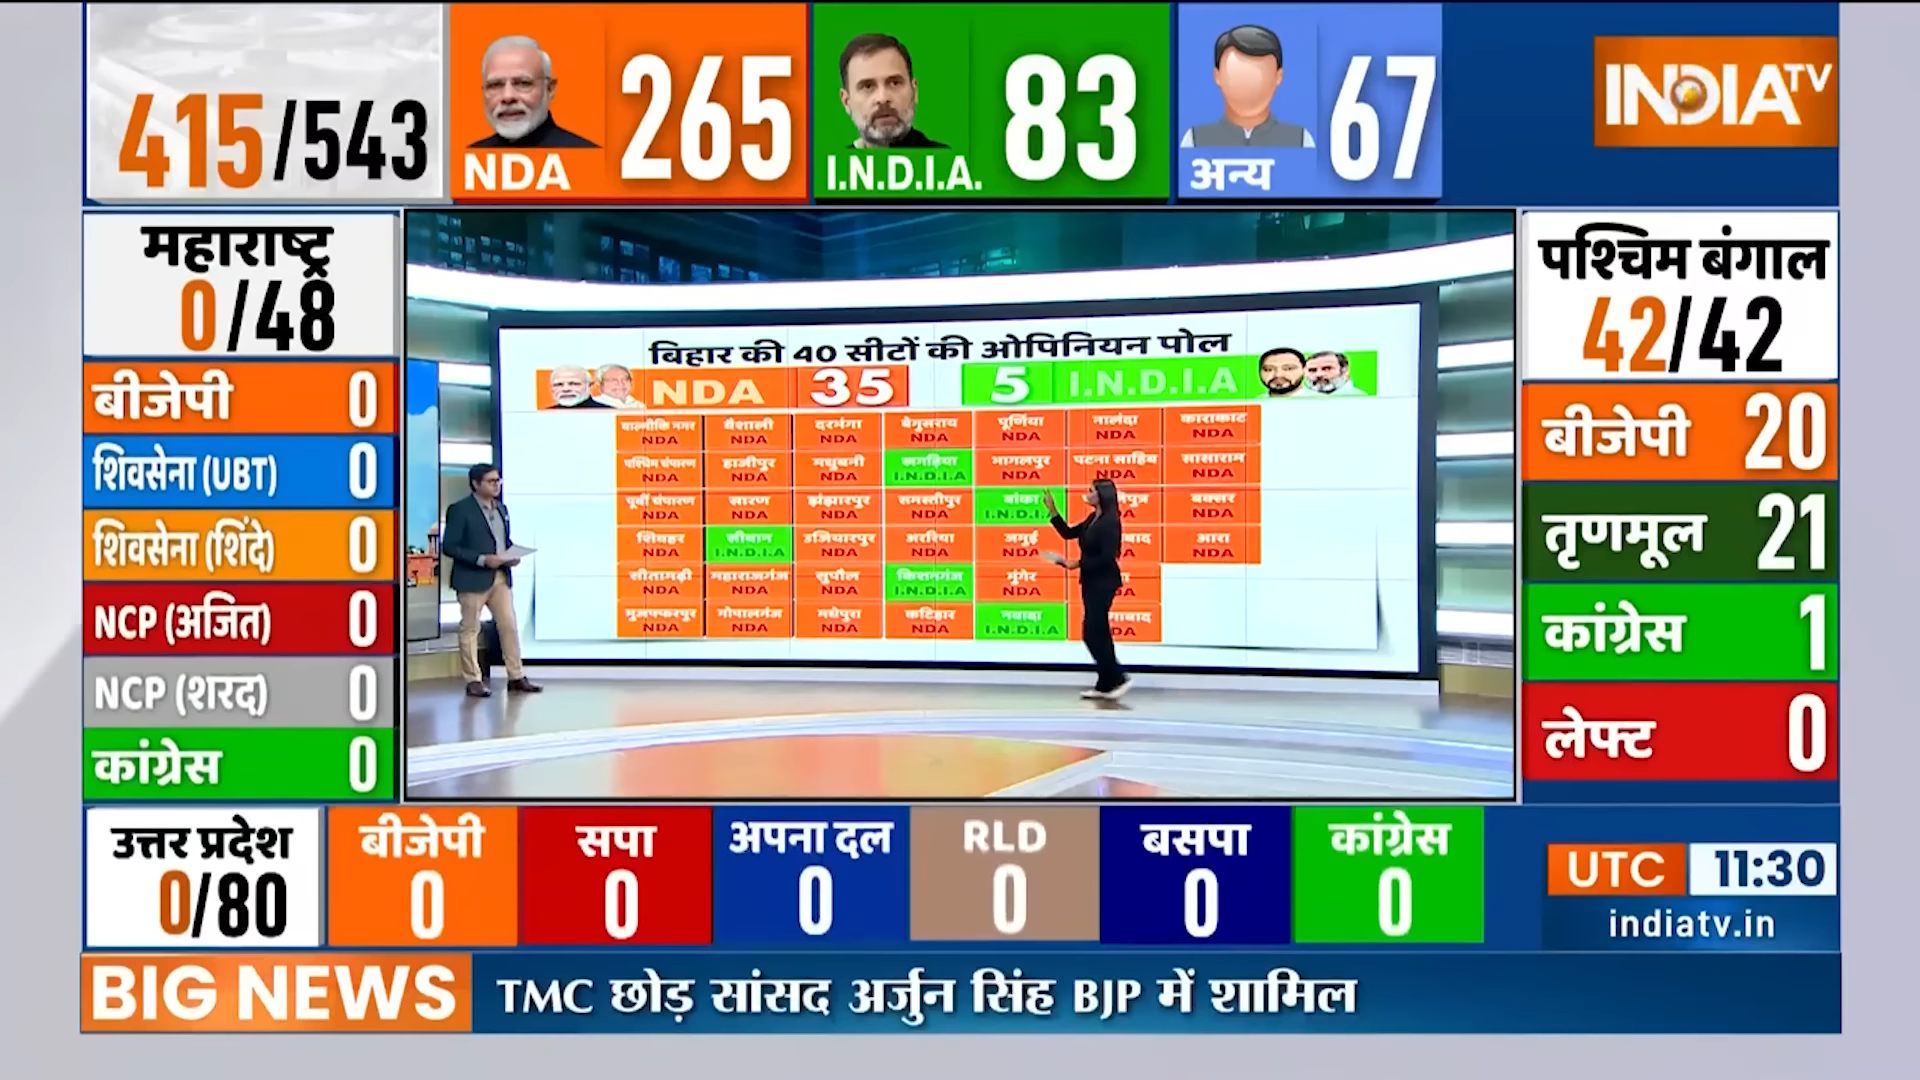 415/543
NDA 265
I.N.D.I.A. 83
अन्य 67
INDIA TV
महाराष्ट्र
0/48
बीजेपी 0
शिवसेना (UBT) 0
शिवसेना (शिंदे) 0
NCP (अजित) 0
NCP (शरद) 0
कांग्रेस 0
बिहार की 40 सीटों की ओपिनियन पोल
NDA 35 5 I.N.D.I.A
वाल्मीकि नगर वैशाली दरभंगा बेगुसराय पूर्णिया नालंदा काराकाट
NDA NDA NDA NDA NDA NDA NDA
पश्चिम चंपारण हाजीपुर मधुबनी खगड़िया भागलपुर पटना साहिब सासाराम
NDA NDA NDA I.N.D.I.A NDA NDA NDA
पूर्वी चंपारण सारण झंझारपुर समस्तीपुर बांका बक्सर
NDA NDA NDA NDA I.N.D.I.A NDA NDA
शिवहर सीवान उजियारपुर अररिया जमुई आरा
NDA I.N.D.I.A NDA NDA NDA NDA
सीतामढ़ी महाराजगंज सुपौल किशनगंज मुंगेर
NDA NDA NDA I.N.D.I.A NDA
मुजफ्फरपुर गोपालगंज मधेपुरा कटिहार नवादा
NDA NDA NDA NDA I.N.D.I.A
पश्चिम बंगाल
42/42
बीजेपी 20
तृणमूल 21
कांग्रेस 1
लेफ्ट 0
उत्तर प्रदेश
0/80
बीजेपी 0
सपा 0
अपना दल 0
RLD 0
बसपा 0
कांग्रेस 0
UTC 11:30
indiatv.in
BIG NEWS TMC छोड़ सांसद अर्जुन सिंह BJP में शामिल